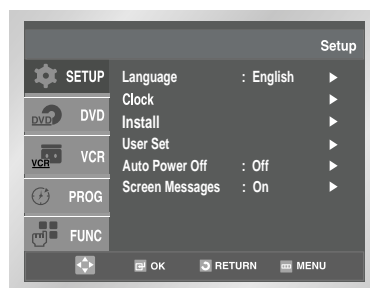 Setup
SETUP
Language : English ►
Clock ►
DVD DVD
Install ►
User Set ►
VCR VCR
Auto Power Off : Off ►
Screen Messages : On ►
PROG
FUNC
OK RETURN MENU